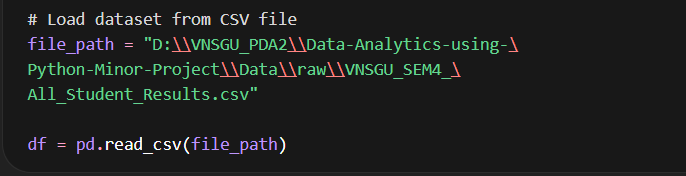 # Load dataset from CSV file
file_path = "D:\\VNSGU_PDA2\\Data-Analytics-using-\
Python-Minor-Project\\Data\\raw\\VNSGU_SEM4_\
All_Student_Results.csv"
df = pd.read_csv(file_path)